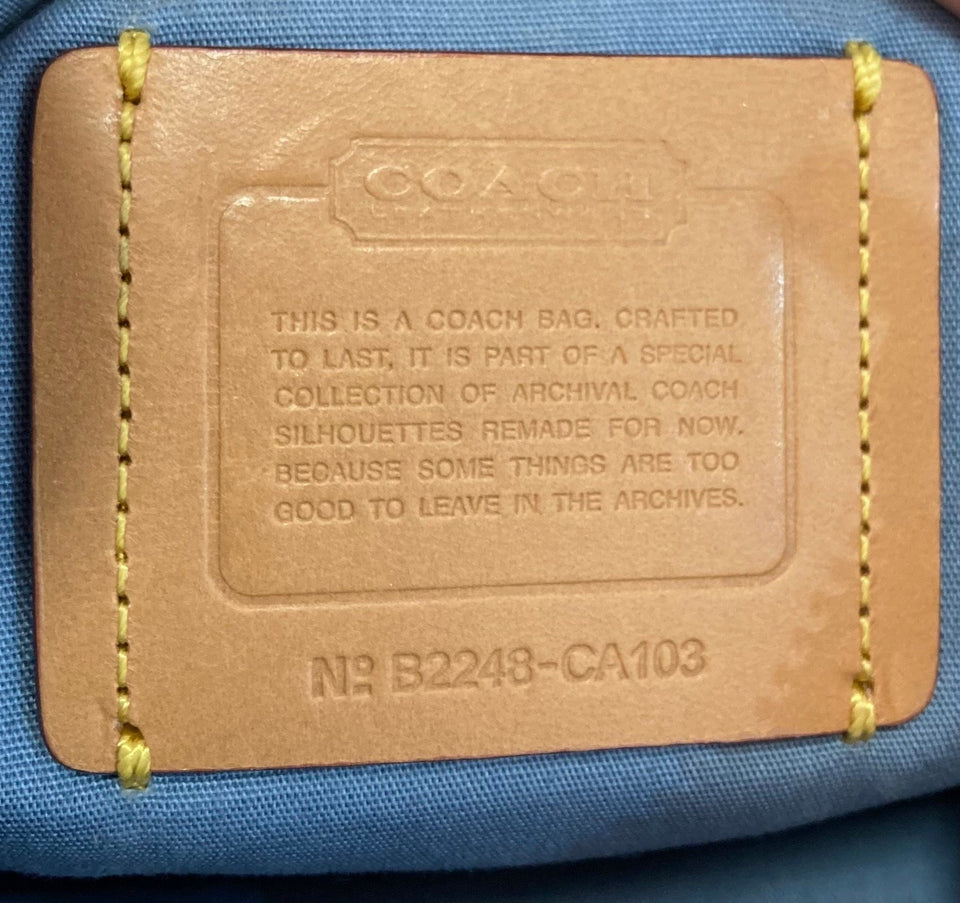 COACH
THIS IS A COACH BAG. CRAFTED
TO LAST, IT IS PART OF A SPECIAL
COLLECTION OF ARCHIVAL COACH
SILHOUETTES REMADE FOR NOW.
BECAUSE SOME THINGS ARE TOO
GOOD TO LEAVE IN THE ARCHIVES.
Nº B2248-CA103